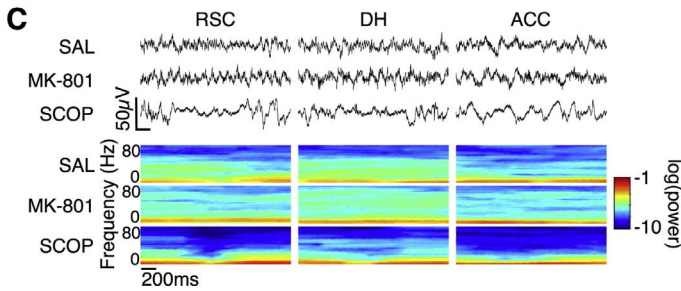 C
RSC DH ACC
SAL
MK-801
SCOP
50μV
SAL
MK-801
SCOP
Frequency (Hz)
80
0
80
0
80
0
-1
-10
log(power)
200ms